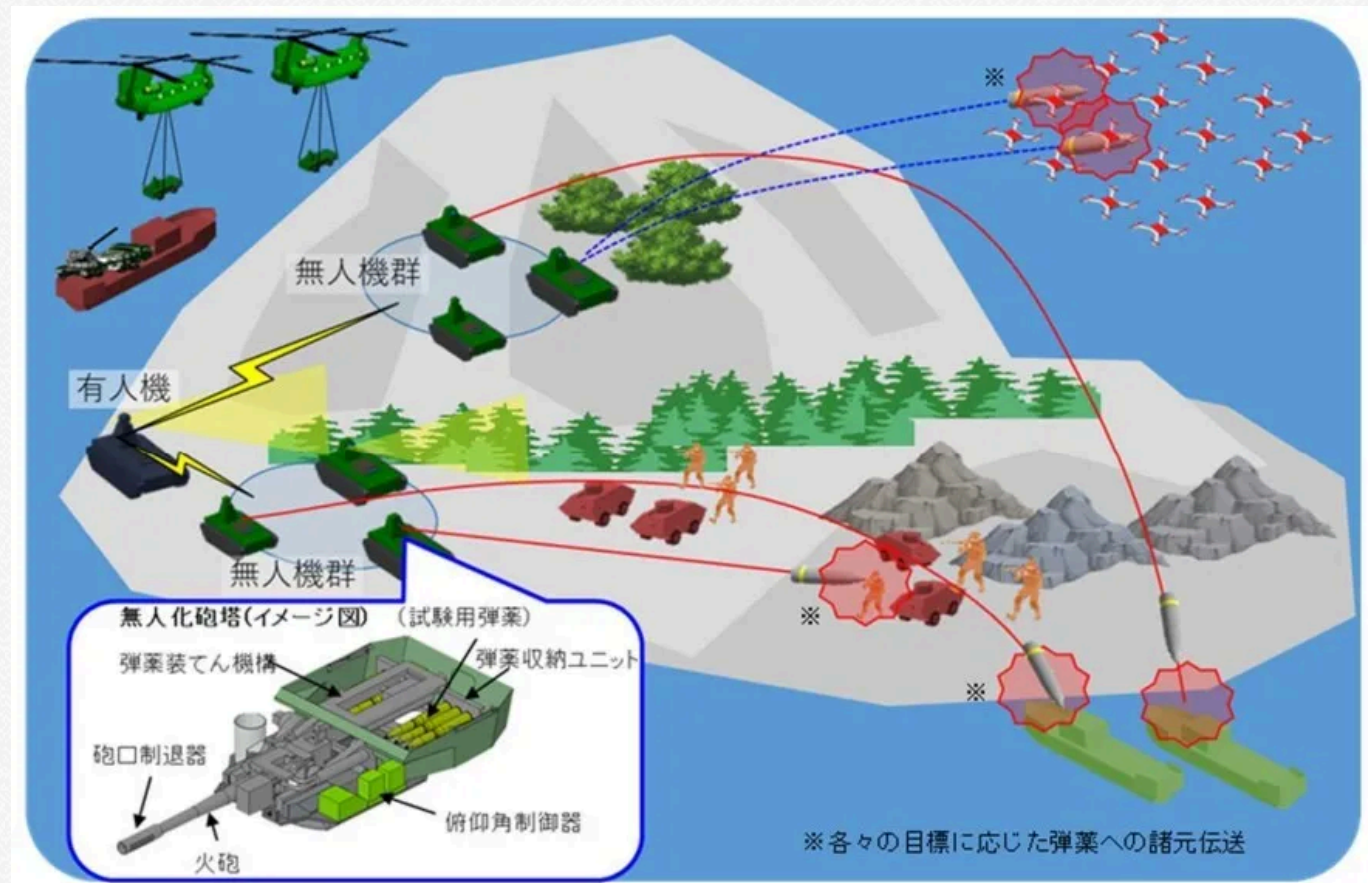 ※
無人機群
有人機
無人機群
※
※
無人化砲塔(イメージ図) (試験用弾薬)
弾薬装てん機構
弾薬収納ユニット
砲口制退器
俯仰角制御器
火砲
※各々の目標に応じた弾薬への諸元伝送